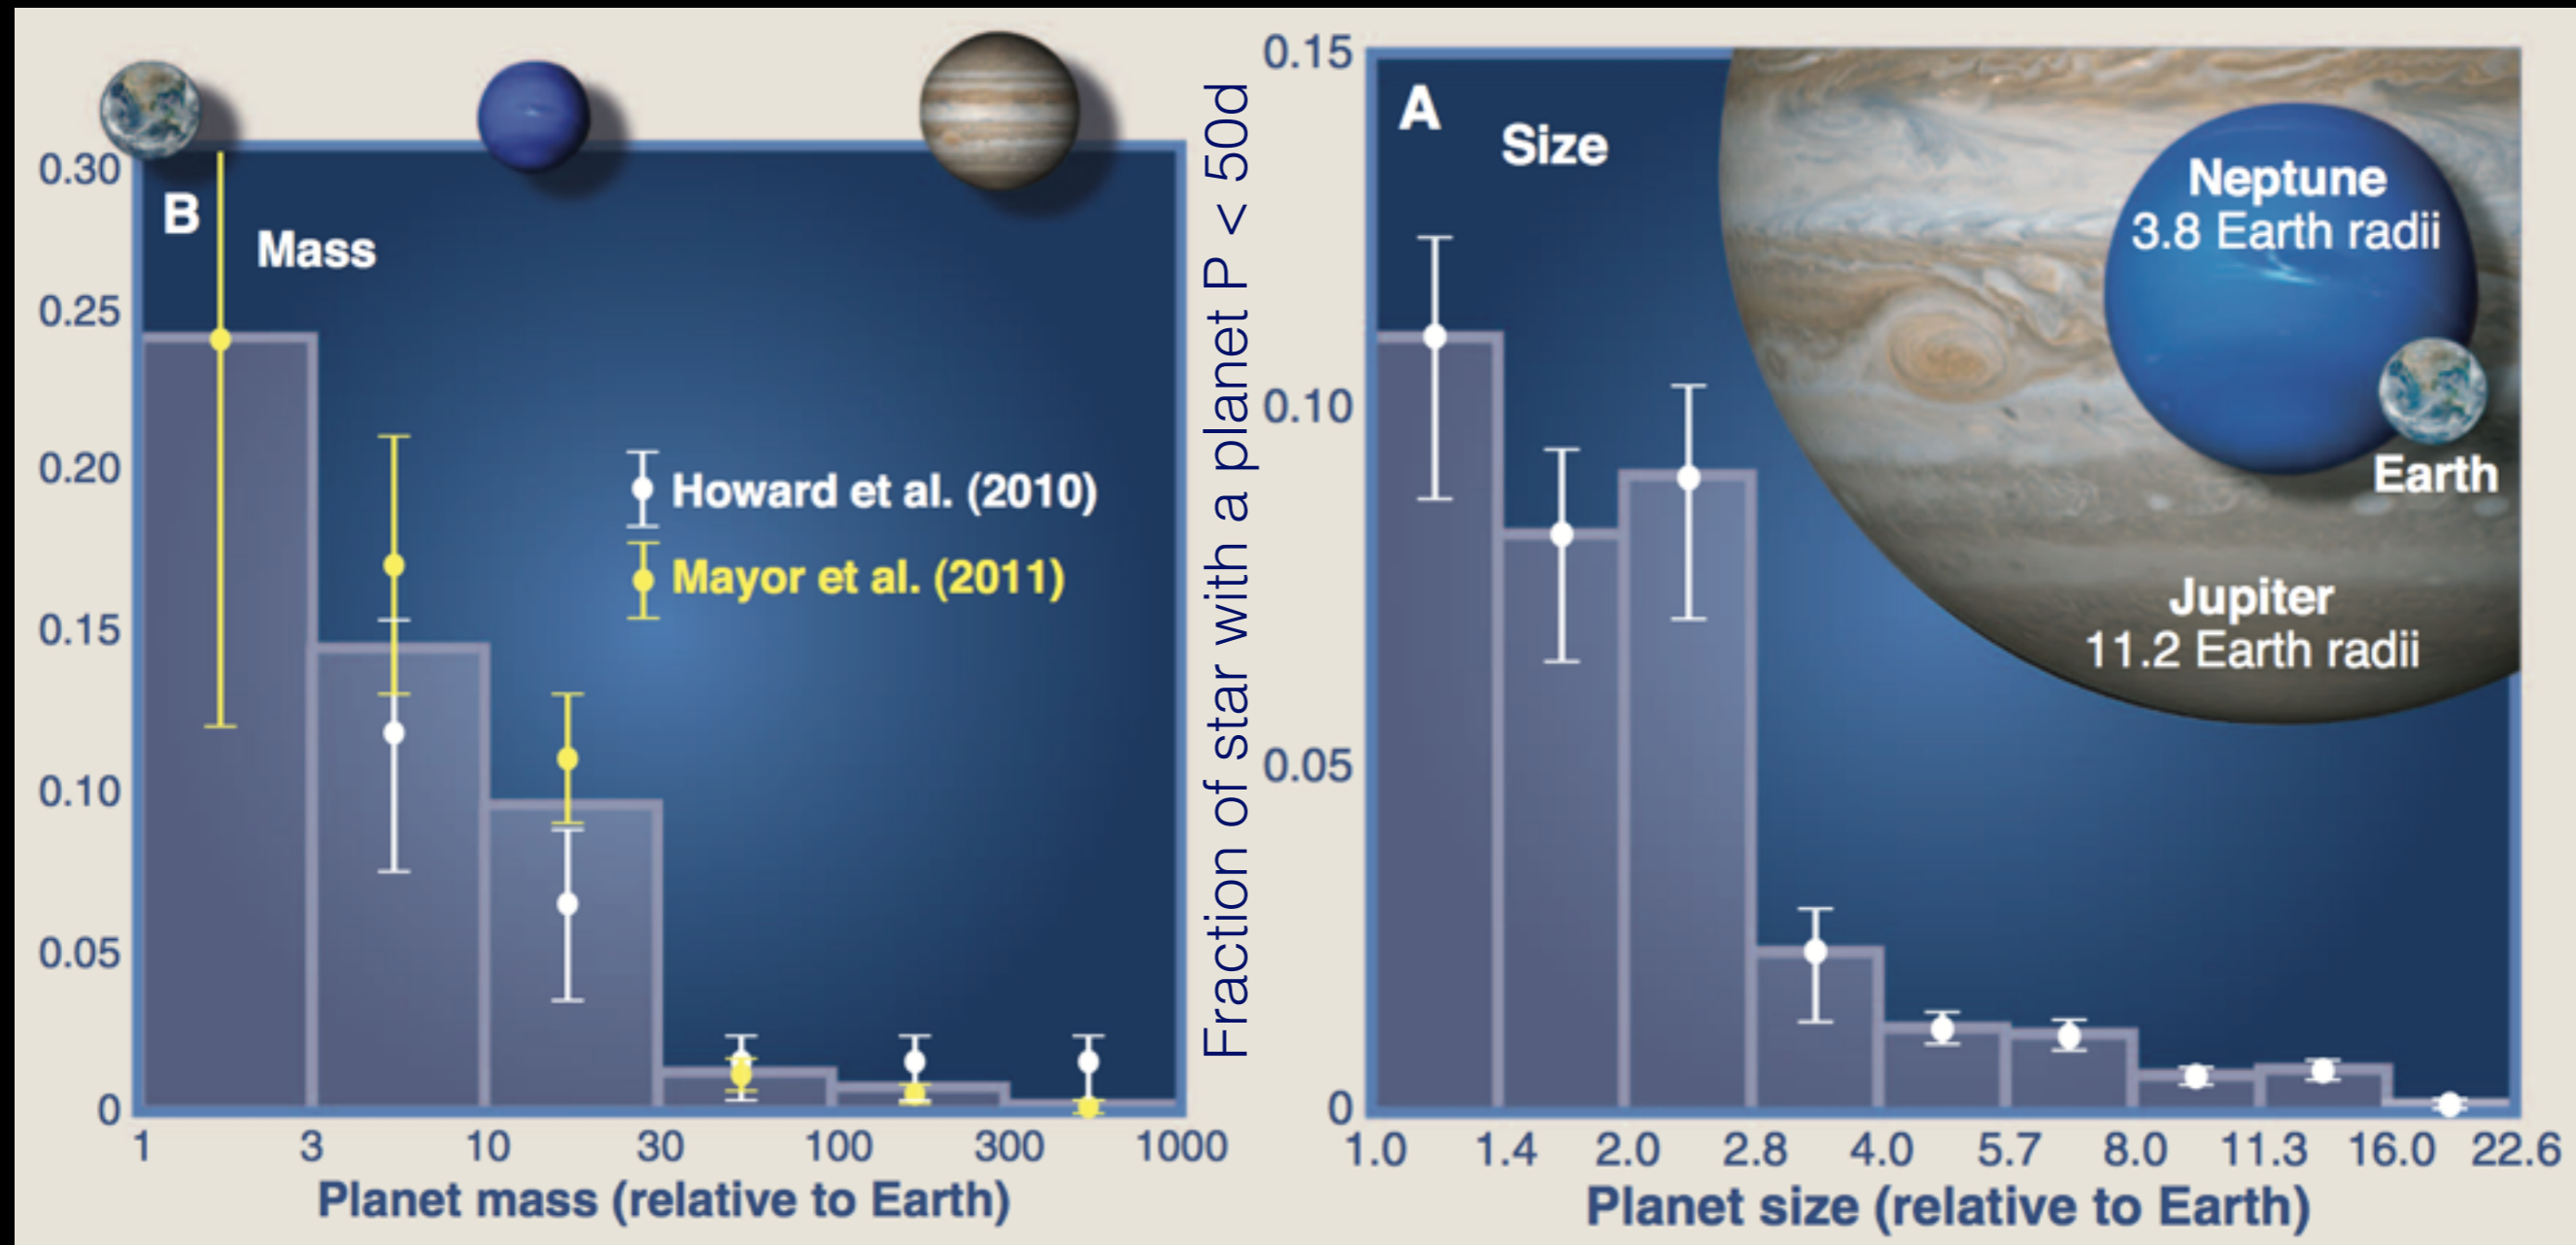 B
Mass
0.30
0.25
0.20
0.15
0.10
0.05
0
Howard et al. (2010)
Mayor et al. (2011)
1 3 10 30 100 300 1000
Planet mass (relative to Earth)
Fraction of star with a planet P < 50d
A
Size
0.15
0.10
0.05
0
Neptune
3.8 Earth radii
Earth
Jupiter
11.2 Earth radii
1.0 1.4 2.0 2.8 4.0 5.7 8.0 11.3 16.0 22.6
Planet size (relative to Earth)